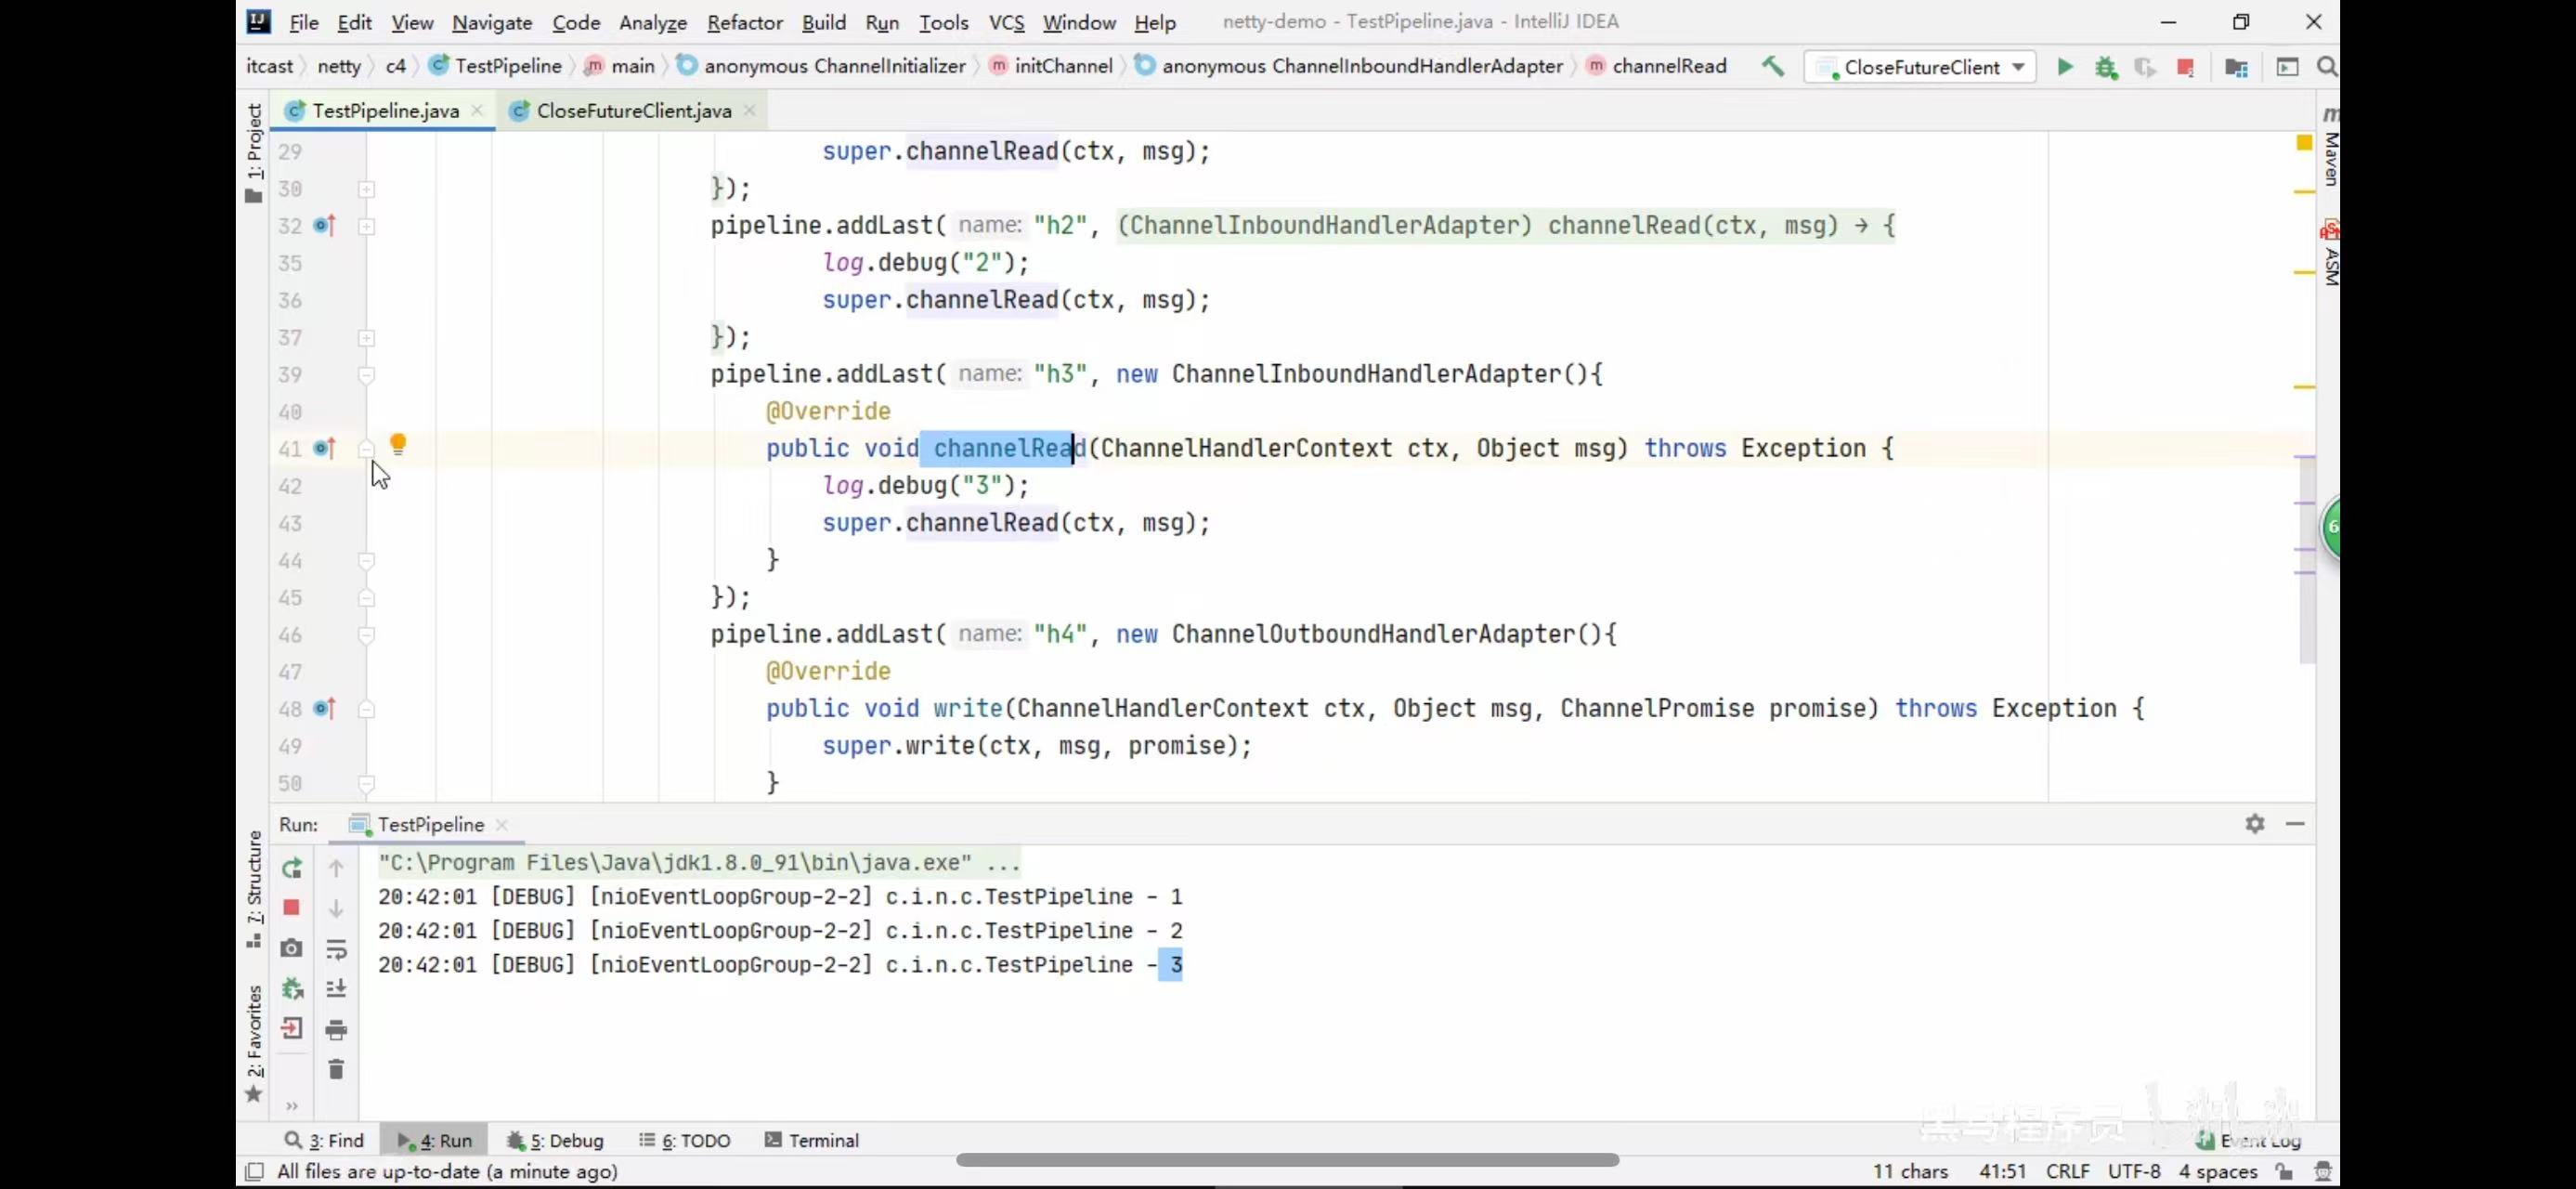 File Edit View Navigate Code Analyze Refactor Build Run Tools VCS Window Help netty-demo - TestPipeline.java - IntelliJ IDEA
itcast netty c4 TestPipeline main anonymous ChannelInitializer initChannel anonymous ChannelInboundHandlerAdapter channelRead CloseFutureClient
TestPipeline.java CloseFutureClient.java
1: Project
Maven
ASM
29 super.channelRead(ctx, msg);
30 });
32 pipeline.addLast( name: "h2", (ChannelInboundHandlerAdapter) channelRead(ctx, msg) → {
35 log.debug("2");
36 super.channelRead(ctx, msg);
37 });
39 pipeline.addLast( name: "h3", new ChannelInboundHandlerAdapter(){
40 @Override
41 public void channelRead(ChannelHandlerContext ctx, Object msg) throws Exception {
42 log.debug("3");
43 super.channelRead(ctx, msg);
44 }
45 });
46 pipeline.addLast( name: "h4", new ChannelOutboundHandlerAdapter(){
47 @Override
48 public void write(ChannelHandlerContext ctx, Object msg, ChannelPromise promise) throws Exception {
49 super.write(ctx, msg, promise);
50 }
Run: TestPipeline
7: Structure
2: Favorites
"C:\Program Files\Java\jdk1.8.0_91\bin\java.exe" ...
20:42:01 [DEBUG] [nioEventLoopGroup-2-2] c.i.n.c.TestPipeline - 1
20:42:01 [DEBUG] [nioEventLoopGroup-2-2] c.i.n.c.TestPipeline - 2
20:42:01 [DEBUG] [nioEventLoopGroup-2-2] c.i.n.c.TestPipeline - 3
黑马程序员
3: Find 4: Run 5: Debug 6: TODO Terminal Event Log
All files are up-to-date (a minute ago) 11 chars 41:51 CRLF UTF-8 4 spaces